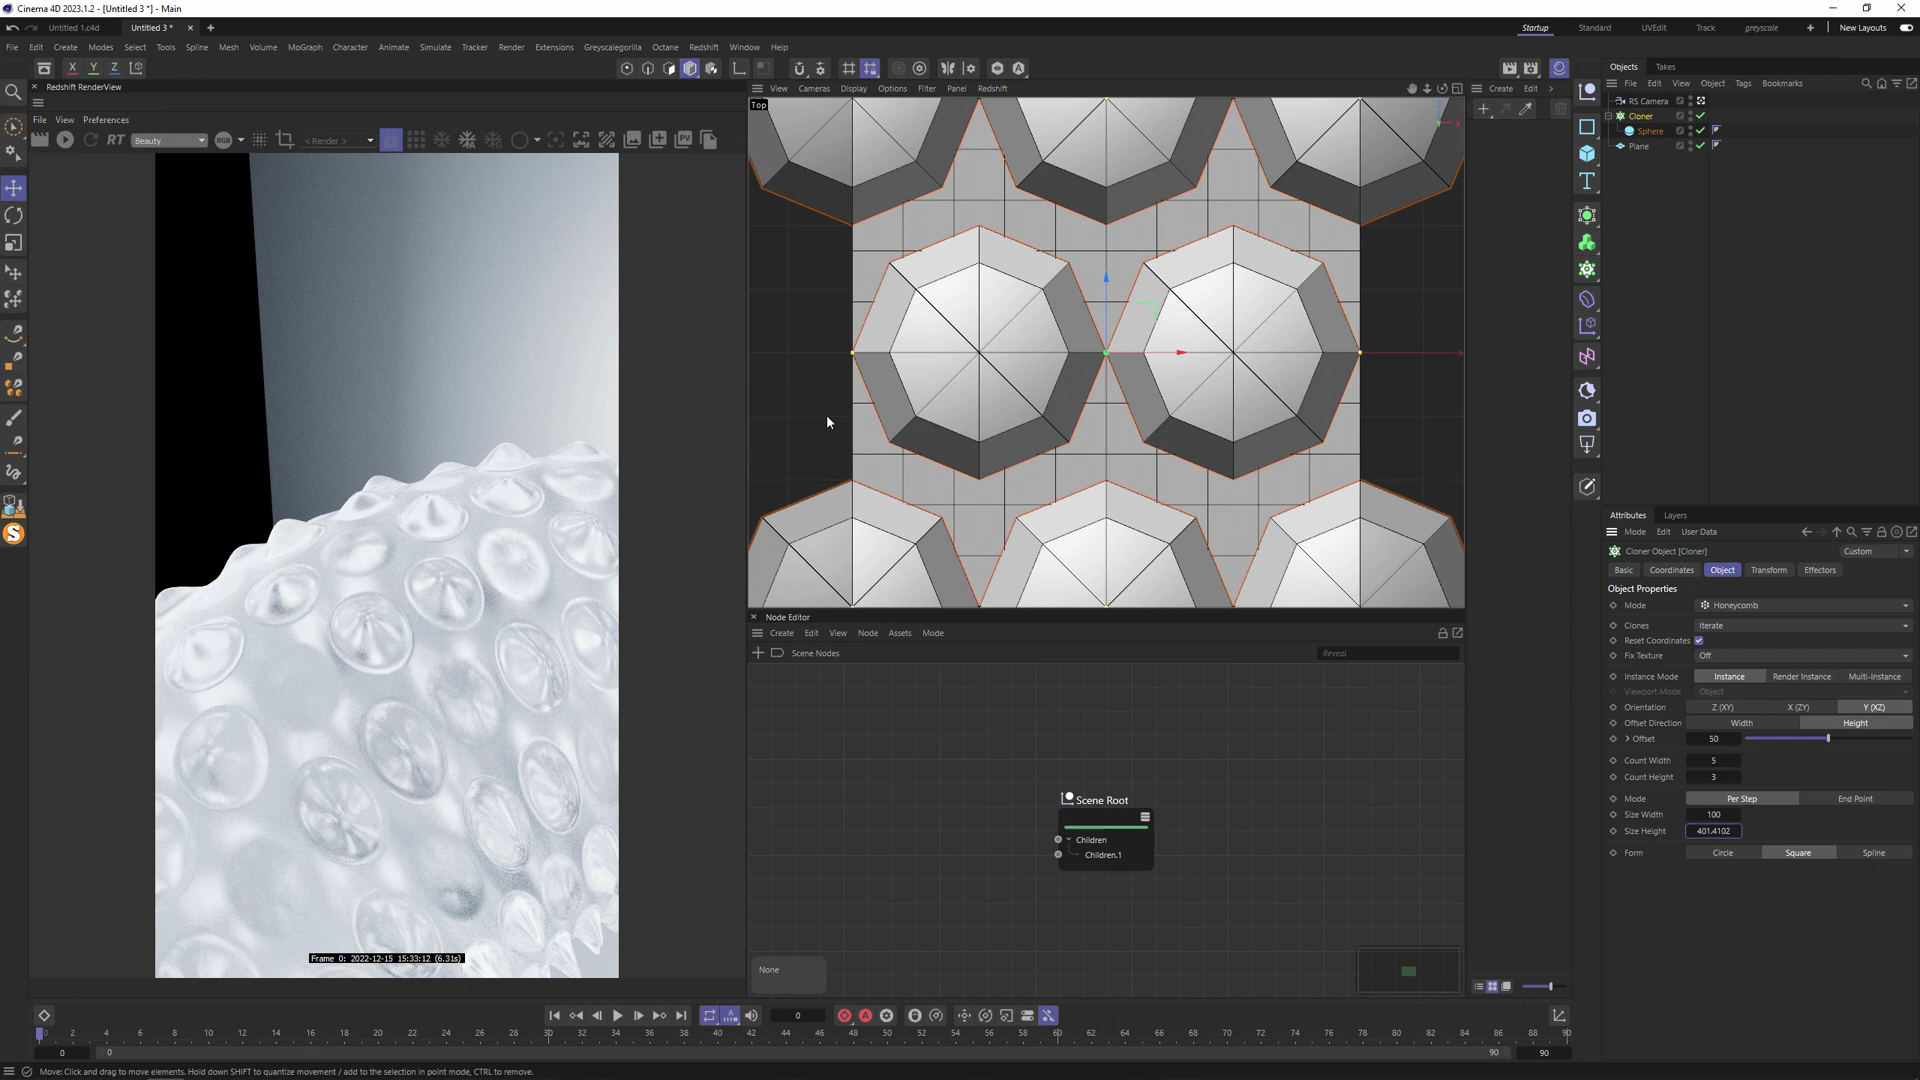 Cinema 4D 2023.1.2 - [Untitled 3 *] - Main
Untitled 1.c4d
Untitled 3 *
Startup
Standard
UVEdit
Track
greyscale
New Layouts
File Edit Create Modes Select Tools Spline Mesh Volume MoGraph Character Animate Simulate Tracker Render Extensions Greyscalegorilla Octane Redshift Window Help
X Y Z
Redshift RenderView
File View Preferences
RT
Beauty
RGB
< Render >
PV
Frame 0: 2022-12-15 15:33:12 (6.31s)
View Cameras Display Options Filter Panel Redshift
Top
X
Node Editor
Create Edit View Node Assets Mode
Scene Nodes
Reveal
Scene Root
Children
Children.1
None
Create Edit
Objects
Takes
File Edit View Object Tags Bookmarks
RS Camera
Cloner
Sphere
Plane
Attributes
Layers
Mode Edit User Data
Cloner Object [Cloner]
Custom
Basic
Coordinates
Object
Transform
Effectors
Object Properties
Mode
Honeycomb
Clones
Iterate
Reset Coordinates
Fix Texture
Off
Instance Mode
Instance
Render Instance
Multi-Instance
Viewport Mode
Object
Orientation
Z (XY)
X (ZY)
Y (XZ)
Offset Direction
Width
Height
Offset
50
Count Width
5
Count Height
3
Mode
Per Step
End Point
Size Width
100
Size Height
401.4102
Form
Circle
Square
Spline
0
0 2 4 6 8 10 12 14 16 18 20 22 24 26 28 30 32 34 36 38 40 42 44 46 48 50 52 54 56 58 60 62 64 66 68 70 72 74 76 78 80 82 84 86 88 90
0
0
90
90
Move: Click and drag to move elements. Hold down SHIFT to quantize movement / add to the selection in point mode, CTRL to remove.